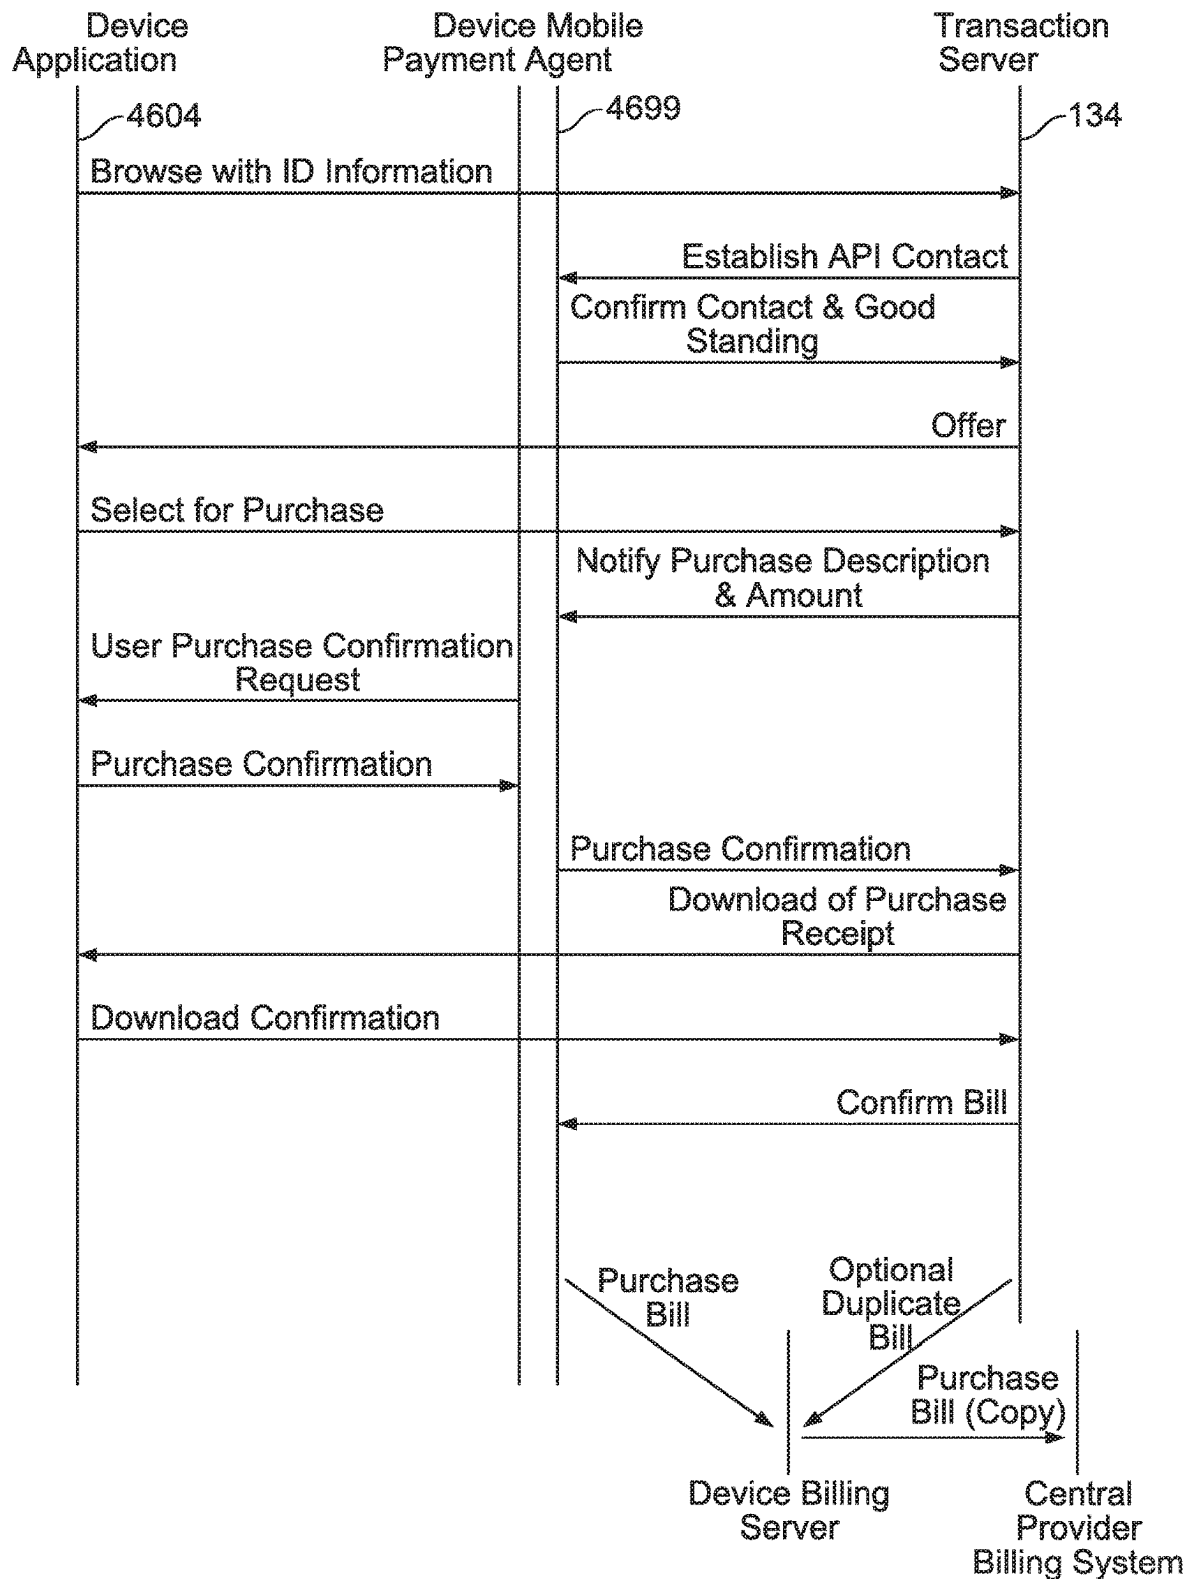 Device
Application
Device Mobile
Payment Agent
Transaction
Server
4604
4699
134
Browse with ID Information
Establish API Contact
Confirm Contact & Good
Standing
Offer
Select for Purchase
Notify Purchase Description
& Amount
User Purchase Confirmation
Request
Purchase Confirmation
Purchase Confirmation
Download of Purchase
Receipt
Download Confirmation
Confirm Bill
Purchase
Bill
Optional
Duplicate
Bill
Purchase
Bill (Copy)
Device Billing
Server
Central
Provider
Billing System